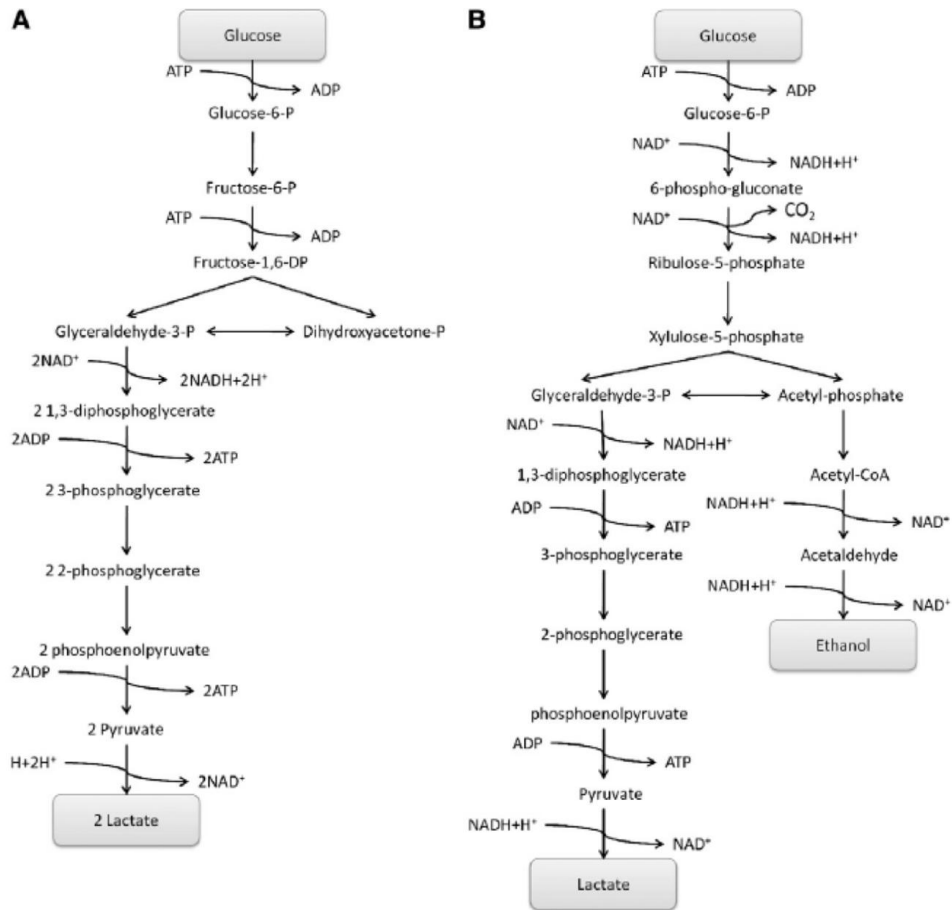 A
Glucose
ATP
ADP
Glucose-6-P
Fructose-6-P
ATP
ADP
Fructose-1,6-DP
Glyceraldehyde-3-P
Dihydroxyacetone-P
2NAD⁺
2NADH+2H⁺
2 1,3-diphosphoglycerate
2ADP
2ATP
2 3-phosphoglycerate
2 2-phosphoglycerate
2 phosphoenolpyruvate
2ADP
2ATP
2 Pyruvate
H+2H⁺
2NAD⁺
2 Lactate
B
Glucose
ATP
ADP
Glucose-6-P
NAD⁺
NADH+H⁺
6-phospho-gluconate
NAD⁺
CO₂
NADH+H⁺
Ribulose-5-phosphate
Xylulose-5-phosphate
Glyceraldehyde-3-P
Acetyl-phosphate
NAD⁺
NADH+H⁺
1,3-diphosphoglycerate
ADP
ATP
3-phosphoglycerate
2-phosphoglycerate
phosphoenolpyruvate
ADP
ATP
Pyruvate
NADH+H⁺
NAD⁺
Lactate
Acetyl-CoA
NADH+H⁺
NAD⁺
Acetaldehyde
NADH+H⁺
NAD⁺
Ethanol